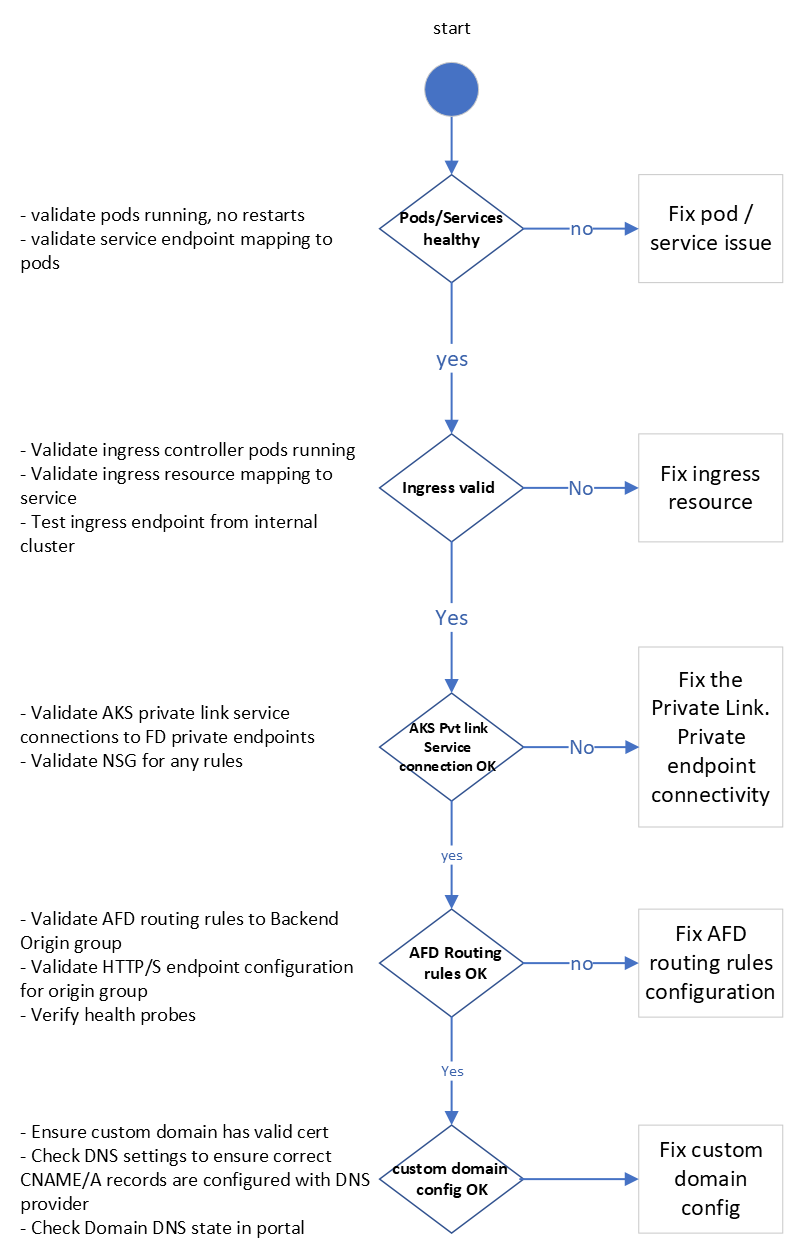 start
- validate pods running, no restarts
- validate service endpoint mapping to
pods
Pods/Services
healthy
no
Fix pod /
service issue
yes
- Validate ingress controller pods running
- Validate ingress resource mapping to
service
- Test ingress endpoint from internal
cluster
Ingress valid
No
Fix ingress
resource
Yes
- Validate AKS private link service
connections to FD private endpoints
- Validate NSG for any rules
AKS Pvt link
Service
connection OK
No
Fix the
Private Link.
Private
endpoint
connectivity
yes
- Validate AFD routing rules to Backend
Origin group
- Validate HTTP/S endpoint configuration
for origin group
- Verify health probes
AFD Routing
rules OK
no
Fix AFD
routing rules
configuration
Yes
- Ensure custom domain has valid cert
- Check DNS settings to ensure correct
CNAME/A records are configured with DNS
provider
- Check Domain DNS state in portal
custom domain
config OK
Fix custom
domain
config